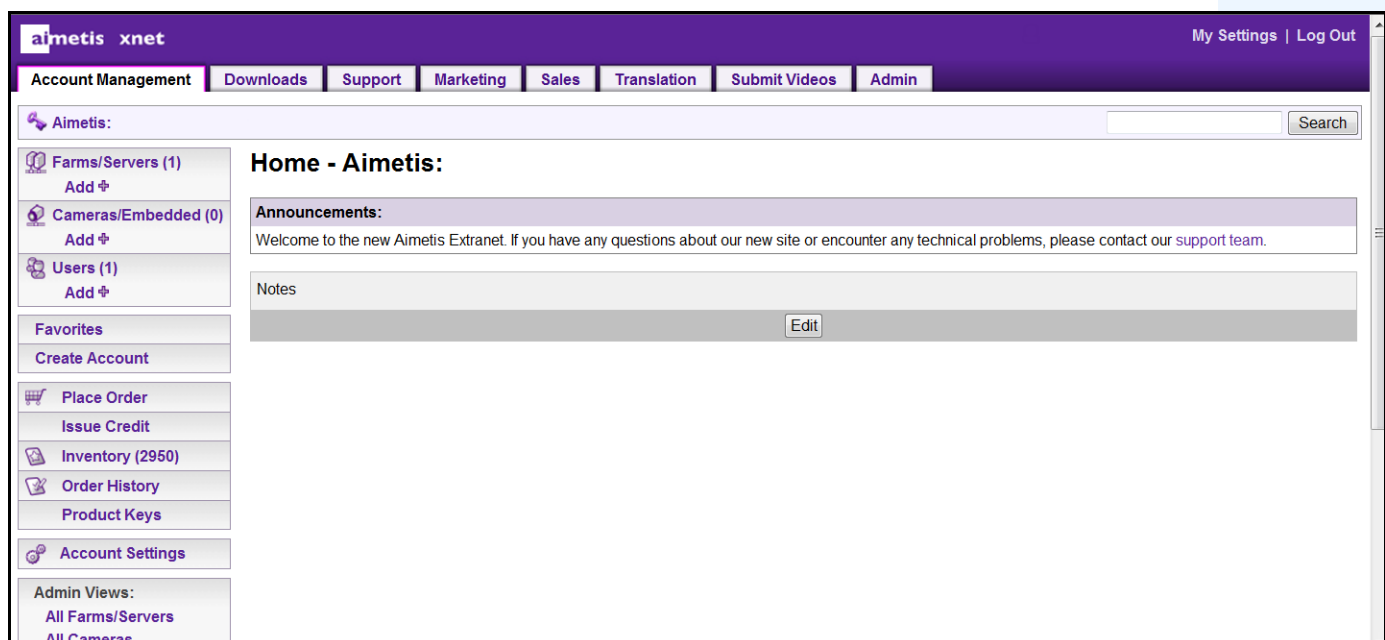 aimetis xnet
My Settings | Log Out
Account Management Downloads Support Marketing Sales Translation Submit Videos Admin
Aimetis:
Search
Farms/Servers (1)
Add
Cameras/Embedded (0)
Add
Users (1)
Add
Favorites
Create Account
Place Order
Issue Credit
Inventory (2950)
Order History
Product Keys
Account Settings
Admin Views:
All Farms/Servers
All Cameras
Home - Aimetis:
Announcements:
Welcome to the new Aimetis Extranet. If you have any questions about our new site or encounter any technical problems, please contact our support team.
Notes
Edit